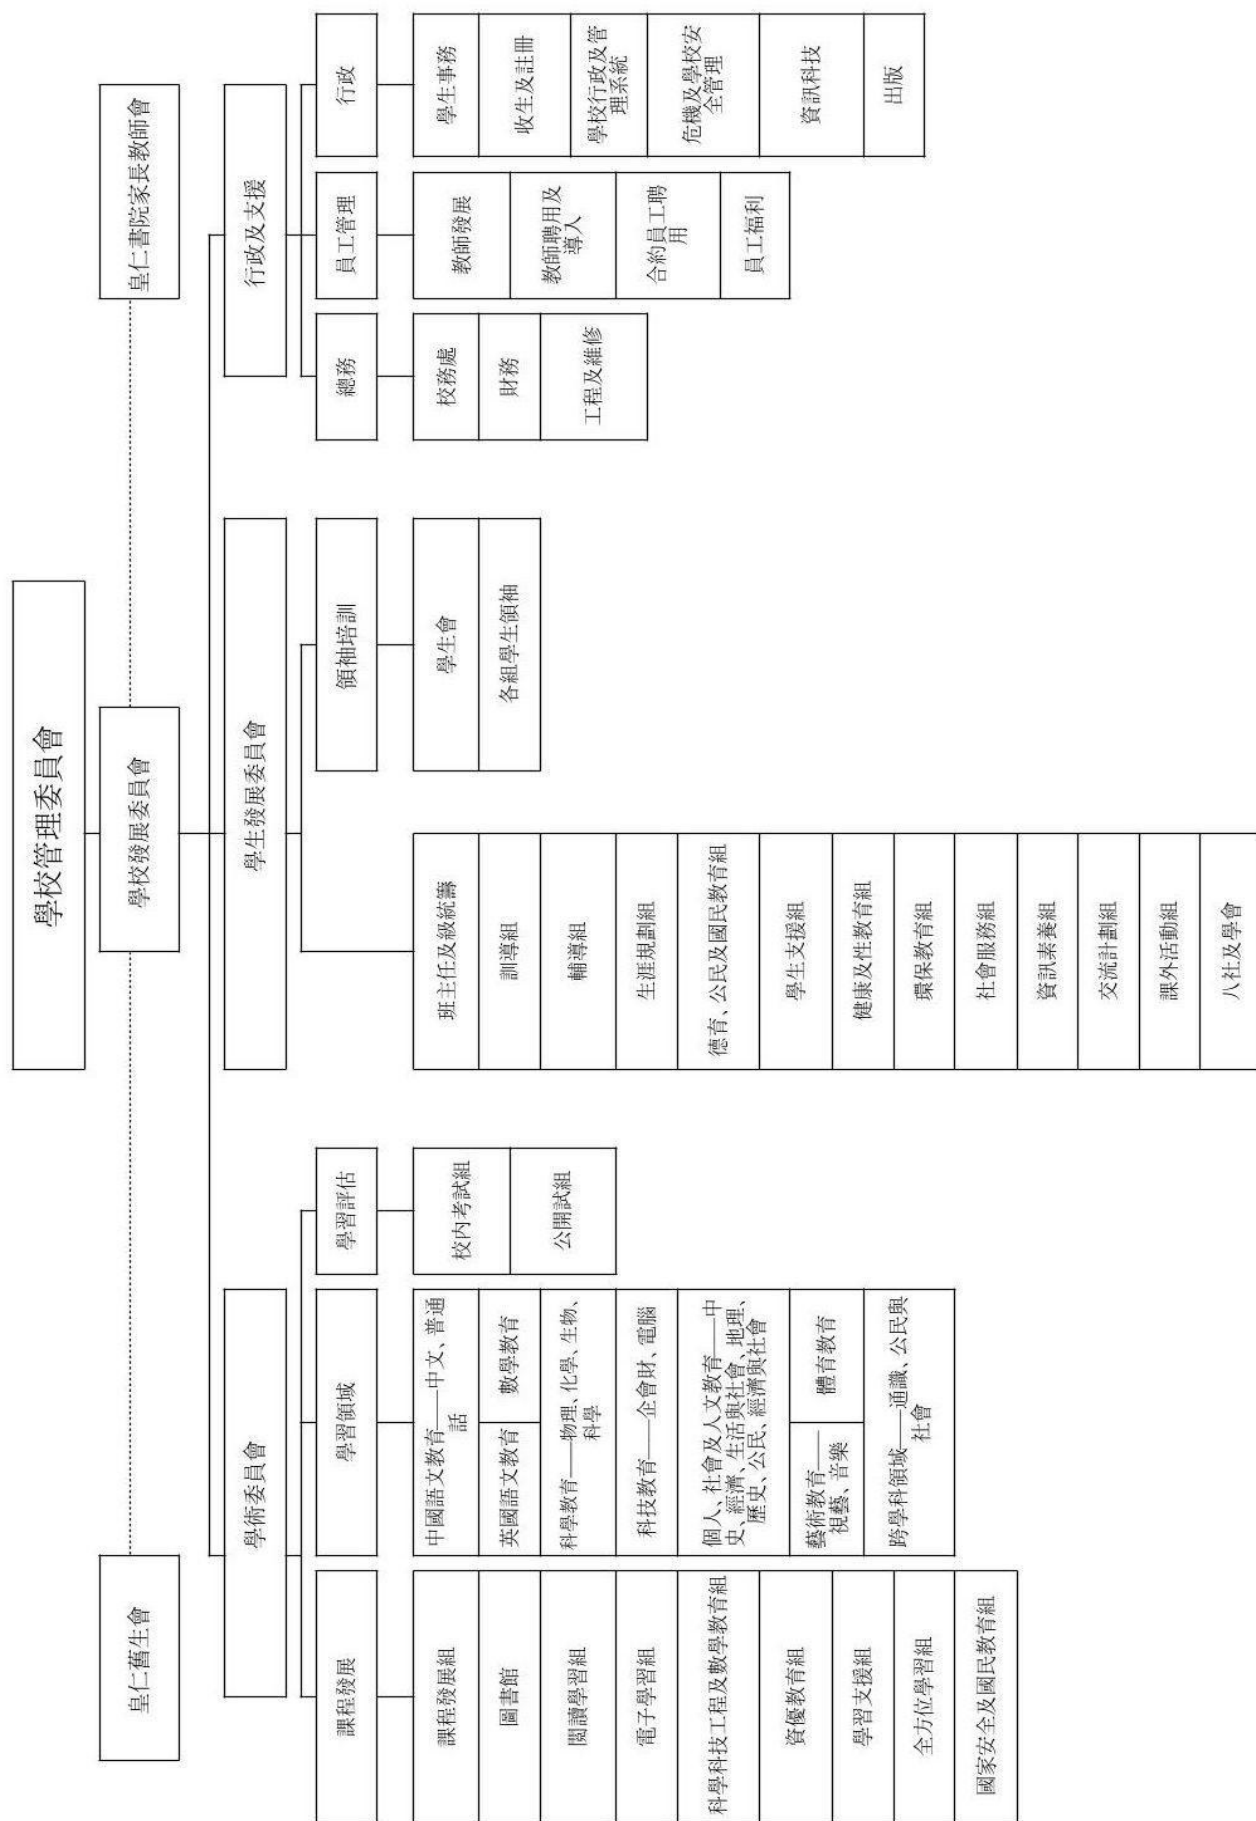 學校管理委員會
皇仁舊生會
學校發展委員會
皇仁書院家長教師會
學術委員會
學生發展委員會
行政及支援
課程發展
學習領域
學習評估
領袖培訓
總務
員工管理
行政
課程發展組
圖書館
閱讀學習組
電子學習組
科學科技工程及數學教育組
資優教育組
學習支援組
全方位學習組
國家安全及國民教育組
中國語文教育——中文、普通
話
英國語文教育
數學教育
科學教育——物理、化學、生物、
科學
科技教育——企會財、電腦
個人、社會及人文教育——中
史、經濟、生活與社會、地理、
歷史、公民、經濟與社會
藝術教育——
視藝、音樂
體育教育
跨學科領域——通識、公民與
社會
校內考試組
公開試組
班主任及級統籌
訓導組
輔導組
生涯規劃組
德育、公民及國民教育組
學生支援組
健康及性教育組
環保教育組
社會服務組
資訊素養組
交流計劃組
課外活動組
八社及學會
學生會
各組學生領袖
校務處
財務
工程及維修
教師發展
教師聘用及
導入
合約員工聘
用
員工福利
學生事務
收生及註冊
學校行政及管
理系統
危機及學校安
全管理
資訊科技
出版